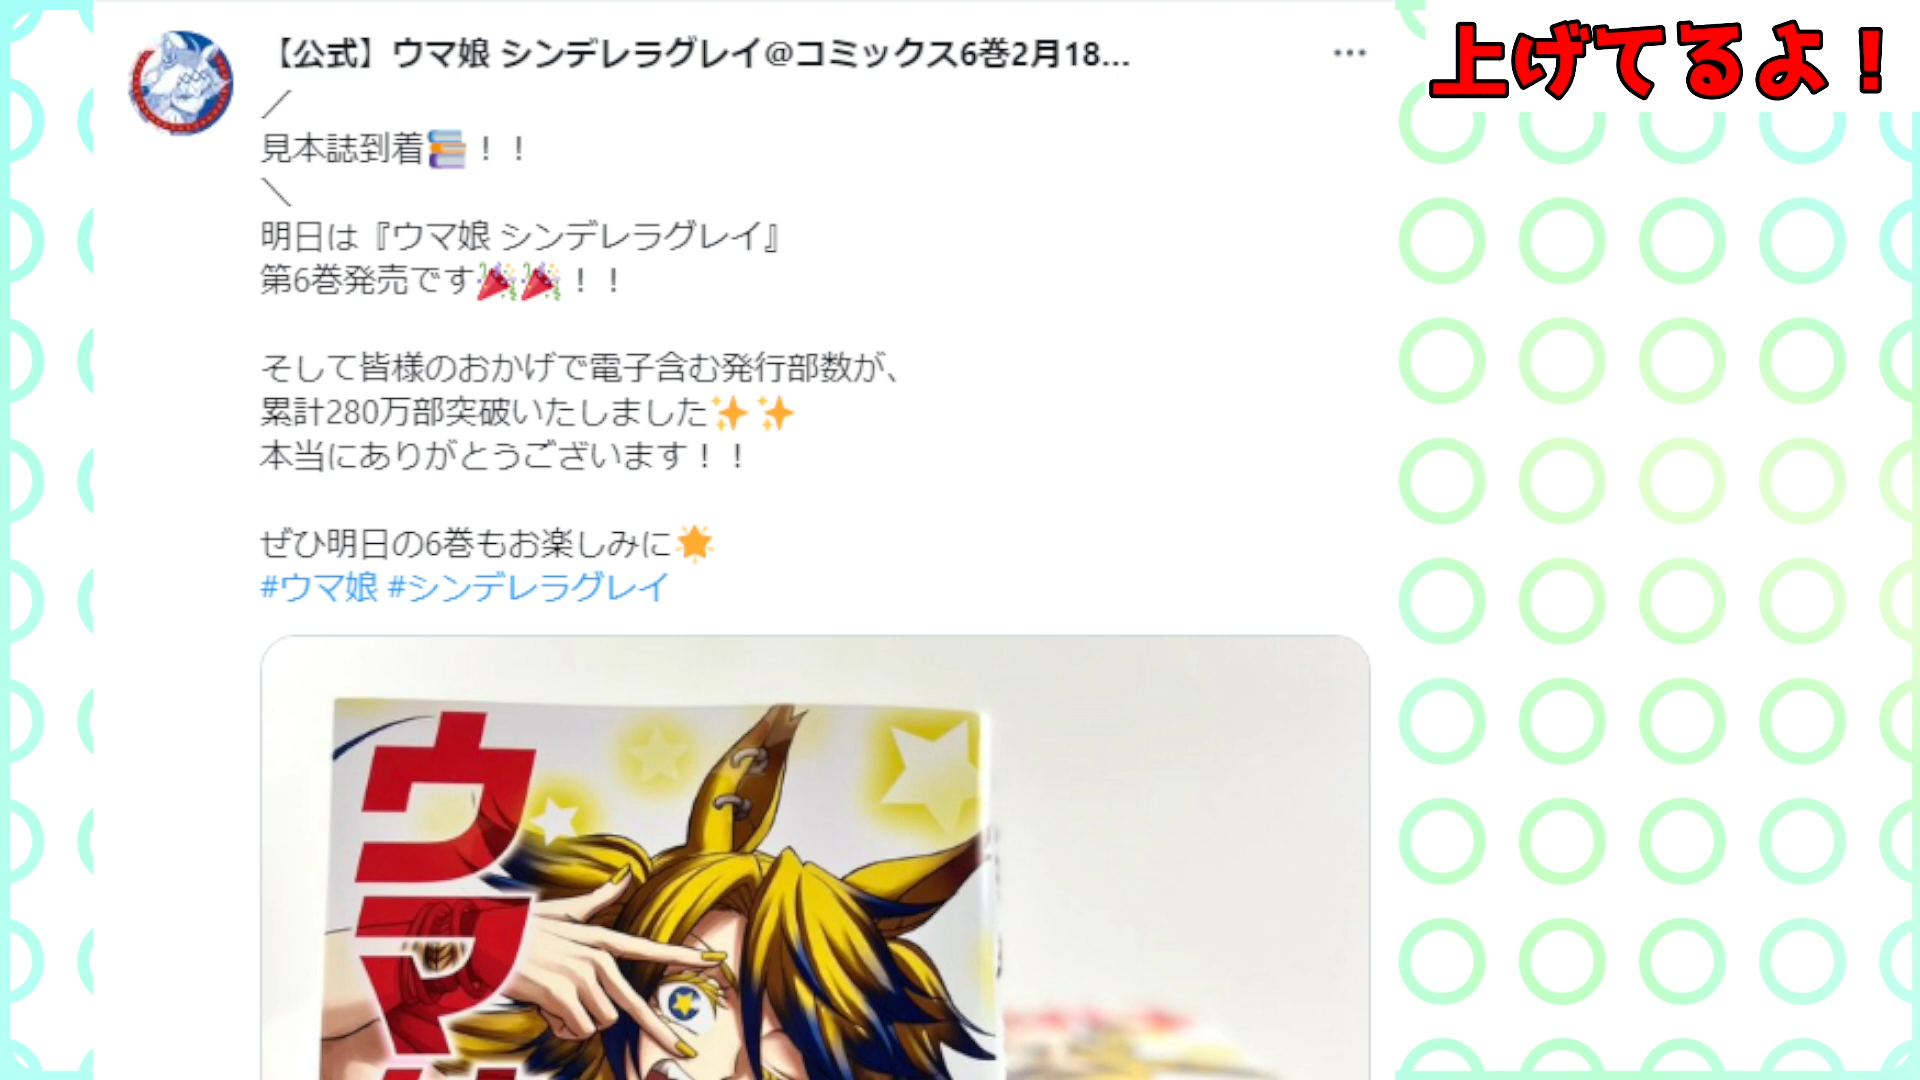 【公式】ウマ娘 シンデレラグレイ@コミックス6巻2月18...
上げてるよ！
／
見本誌到着📚！！
＼
明日は『ウマ娘 シンデレラグレイ』
第6巻発売です🎉🎉！！
そして皆様のおかげで電子含む発行部数が、
累計280万部突破いたしました✨✨
本当にありがとうございます！！
ぜひ明日の6巻もお楽しみに🌟
#ウマ娘 #シンデレラグレイ
ウマ